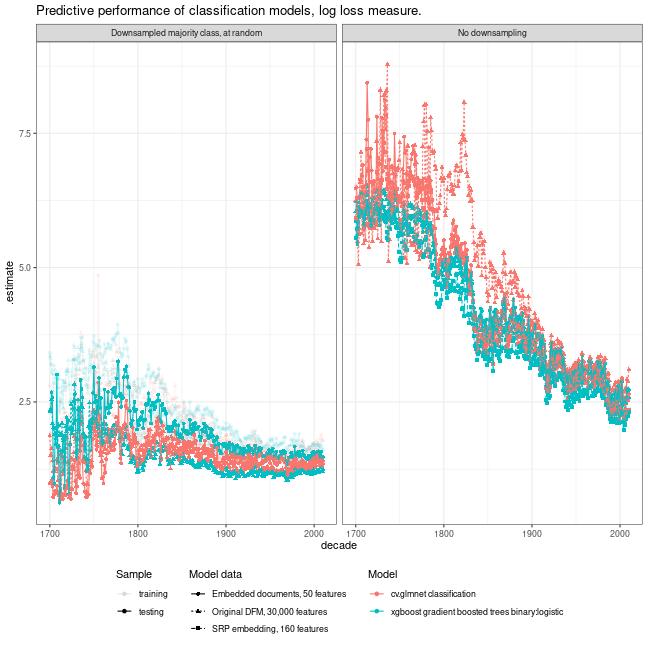 Predictive performance of classification models, log loss measure.
Downsampled majority class, at random
No downsampling
.estimate
7.5
5.0
2.5
1700
1800
1900
2000
1700
1800
1900
2000
decade
Sample
training
testing
Model data
Embedded documents, 50 features
Original DFM, 30,000 features
SRP embedding, 160 features
Model
cv.glmnet classification
xgboost gradient boosted trees binary:logistic